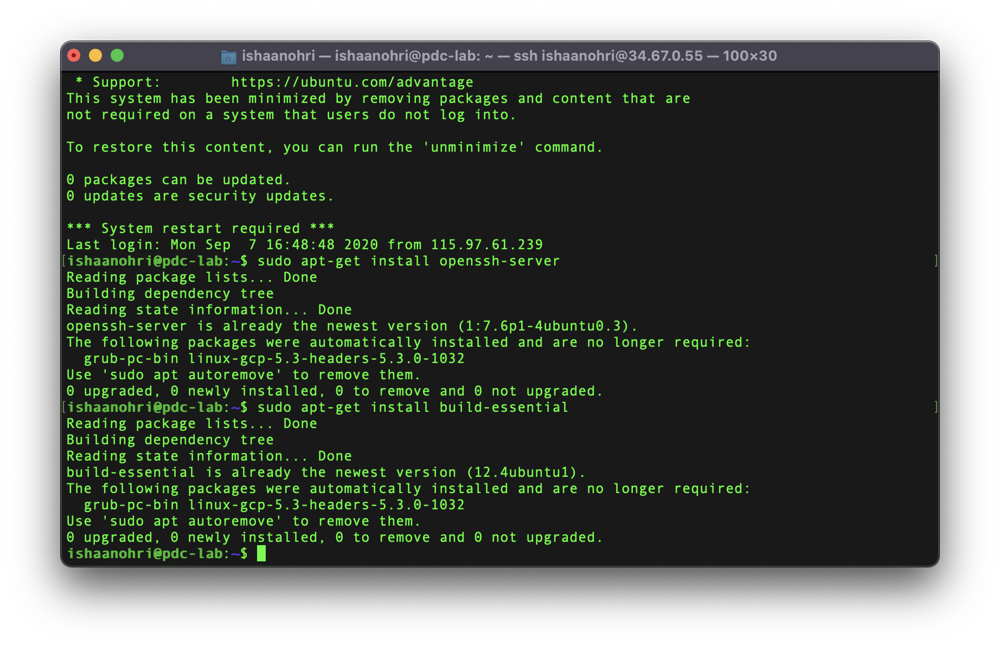 ishaanohri — ishaanohri@pdc-lab: ~ — ssh ishaanohri@34.67.0.55 — 100×30
 * Support:        https://ubuntu.com/advantage
This system has been minimized by removing packages and content that are
not required on a system that users do not log into.

To restore this content, you can run the 'unminimize' command.

0 packages can be updated.
0 updates are security updates.

*** System restart required ***
Last login: Mon Sep  7 16:48:48 2020 from 115.97.61.239
[ishaanohri@pdc-lab:~$ sudo apt-get install openssh-server ]
Reading package lists... Done
Building dependency tree
Reading state information... Done
openssh-server is already the newest version (1:7.6p1-4ubuntu0.3).
The following packages were automatically installed and are no longer required:
  grub-pc-bin linux-gcp-5.3-headers-5.3.0-1032
Use 'sudo apt autoremove' to remove them.
0 upgraded, 0 newly installed, 0 to remove and 0 not upgraded.
[ishaanohri@pdc-lab:~$ sudo apt-get install build-essential ]
Reading package lists... Done
Building dependency tree
Reading state information... Done
build-essential is already the newest version (12.4ubuntu1).
The following packages were automatically installed and are no longer required:
  grub-pc-bin linux-gcp-5.3-headers-5.3.0-1032
Use 'sudo apt autoremove' to remove them.
0 upgraded, 0 newly installed, 0 to remove and 0 not upgraded.
ishaanohri@pdc-lab:~$